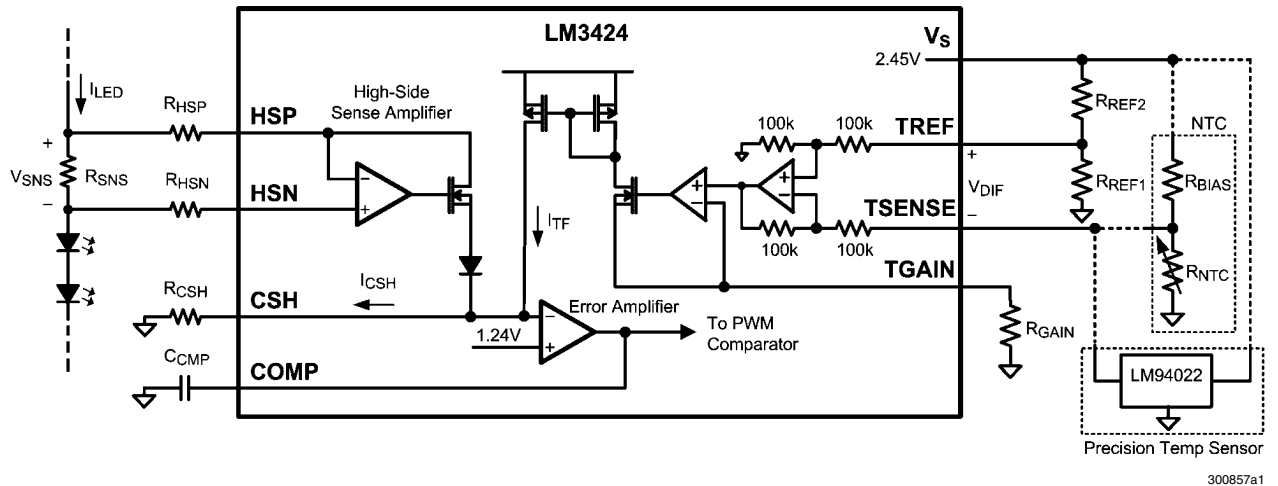 LM3424
V_S
2.45V
I_LED
R_HSP
HSP
High-Side
Sense Amplifier
100k
100k
TREF
R_REF2
NTC
+
V_SNS
−
R_SNS
R_HSN
HSN
−
+
+
−
+
−
+
V_DIF
−
R_REF1
R_BIAS
TSENSE
100k
100k
I_TF
TGAIN
R_NTC
R_CSH
CSH
I_CSH
Error Amplifier
−
1.24V
+
To PWM
Comparator
R_GAIN
C_CMP
COMP
LM94022
Precision Temp Sensor
300857a1